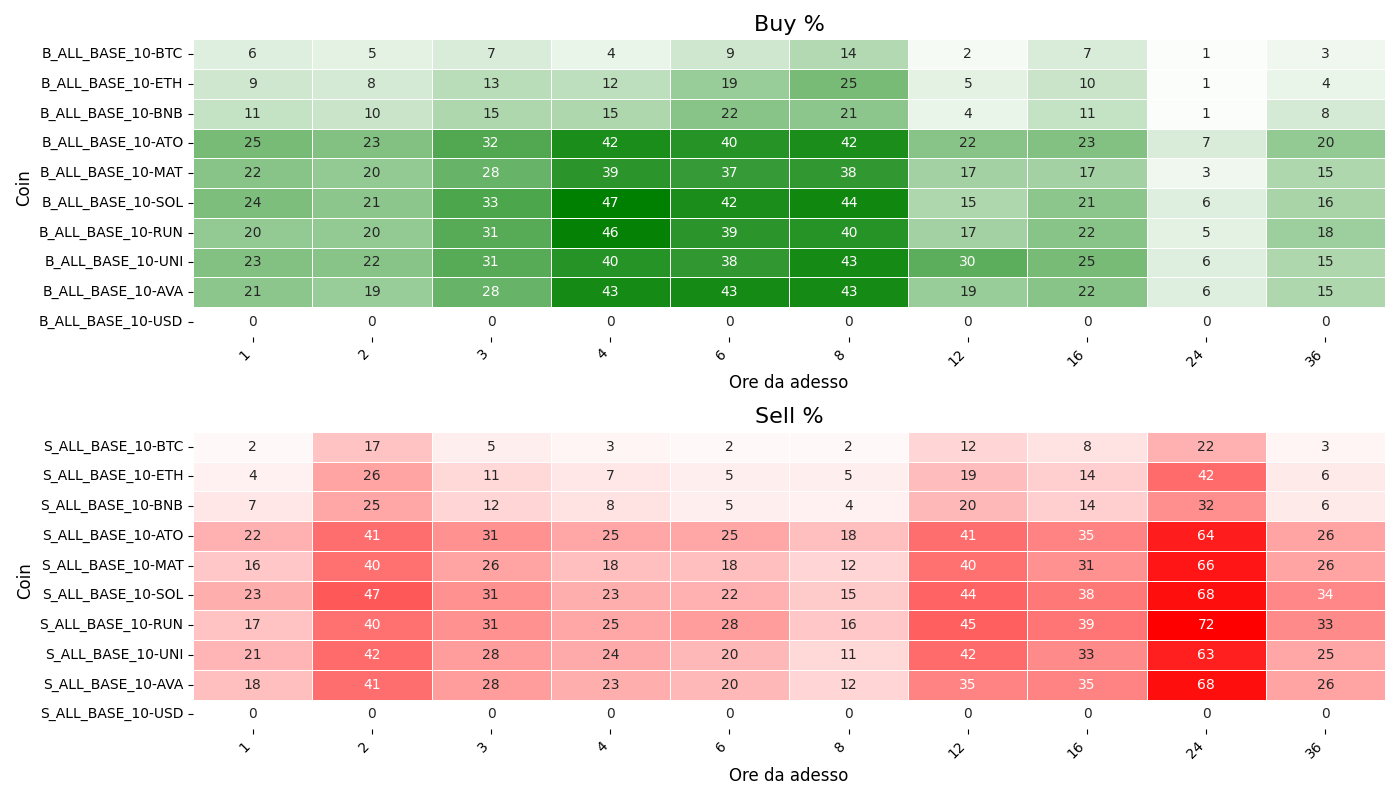 Buy %
Coin
B_ALL_BASE_10-BTC 6 5 7 4 9 14 2 7 1 3
B_ALL_BASE_10-ETH 9 8 13 12 19 25 5 10 1 4
B_ALL_BASE_10-BNB 11 10 15 15 22 21 4 11 1 8
B_ALL_BASE_10-ATO 25 23 32 42 40 42 22 23 7 20
B_ALL_BASE_10-MAT 22 20 28 39 37 38 17 17 3 15
B_ALL_BASE_10-SOL 24 21 33 47 42 44 15 21 6 16
B_ALL_BASE_10-RUN 20 20 31 46 39 40 17 22 5 18
B_ALL_BASE_10-UNI 23 22 31 40 38 43 30 25 6 15
B_ALL_BASE_10-AVA 21 19 28 43 43 43 19 22 6 15
B_ALL_BASE_10-USD 0 0 0 0 0 0 0 0 0 0
1 2 3 4 6 8 12 16 24 36
Ore da adesso
Sell %
Coin
S_ALL_BASE_10-BTC 2 17 5 3 2 2 12 8 22 3
S_ALL_BASE_10-ETH 4 26 11 7 5 5 19 14 42 6
S_ALL_BASE_10-BNB 7 25 12 8 5 4 20 14 32 6
S_ALL_BASE_10-ATO 22 41 31 25 25 18 41 35 64 26
S_ALL_BASE_10-MAT 16 40 26 18 18 12 40 31 66 26
S_ALL_BASE_10-SOL 23 47 31 23 22 15 44 38 68 34
S_ALL_BASE_10-RUN 17 40 31 25 28 16 45 39 72 33
S_ALL_BASE_10-UNI 21 42 28 24 20 11 42 33 63 25
S_ALL_BASE_10-AVA 18 41 28 23 20 12 35 35 68 26
S_ALL_BASE_10-USD 0 0 0 0 0 0 0 0 0 0
1 2 3 4 6 8 12 16 24 36
Ore da adesso